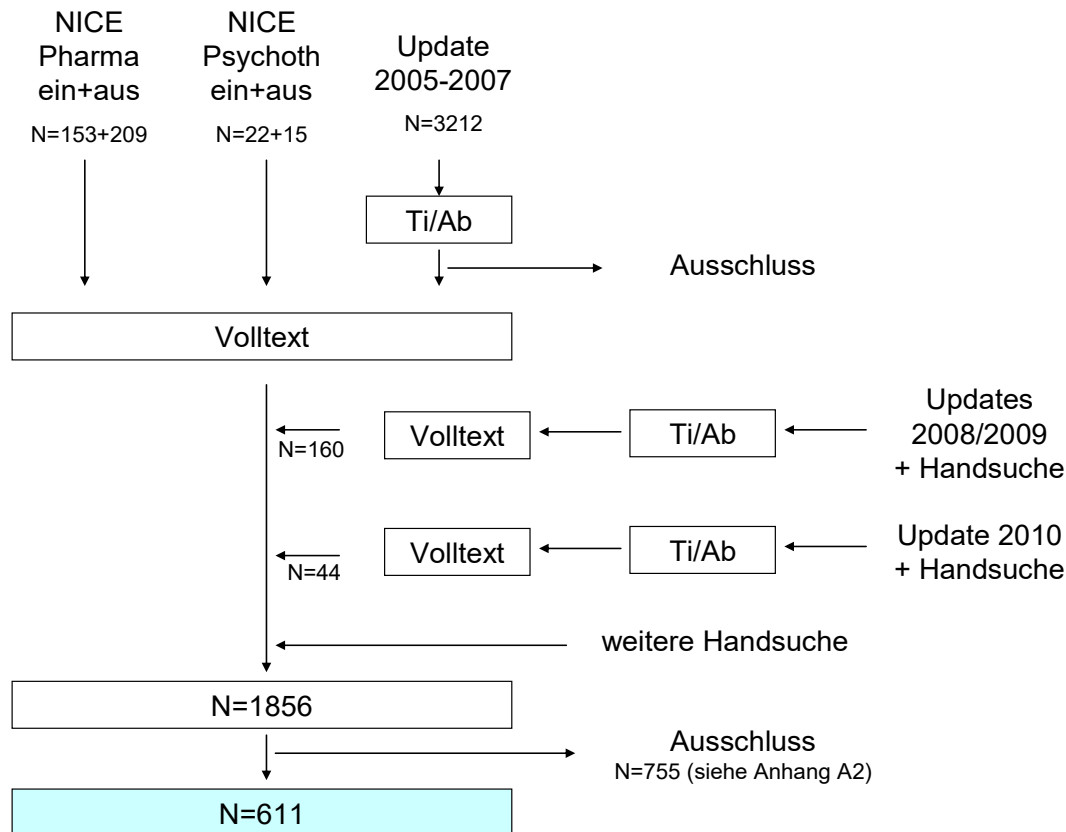 NICE
Pharma
ein+aus
N=153+209
NICE
Psychoth
ein+aus
N=22+15
Update
2005-2007
N=3212
Ti/Ab
Ausschluss
Volltext
Updates
2008/2009
+ Handsuche
Ti/Ab
Volltext
N=160
Update 2010
+ Handsuche
Ti/Ab
Volltext
N=44
weitere Handsuche
N=1856
Ausschluss
N=755 (siehe Anhang A2)
N=611